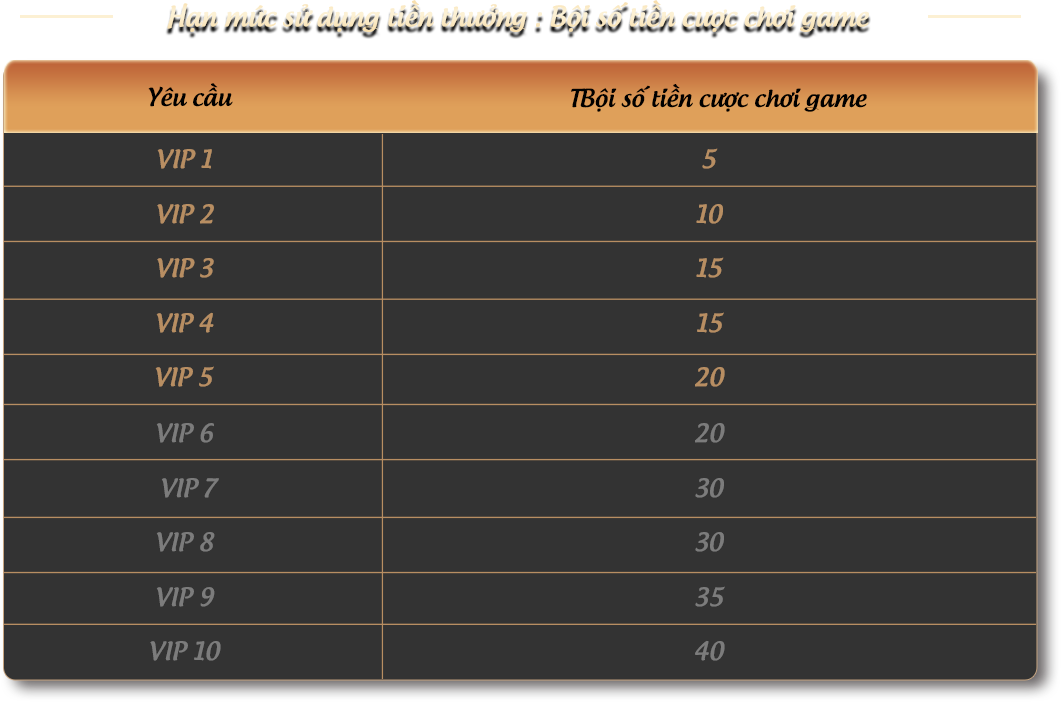 Hạn mức sử dụng tiền thưởng : Bội số tiền cược chơi game
Yêu cầu TBội số tiền cược chơi game
VIP 1 5
VIP 2 10
VIP 3 15
VIP 4 15
VIP 5 20
VIP 6 20
VIP 7 30
VIP 8 30
VIP 9 35
VIP 10 40